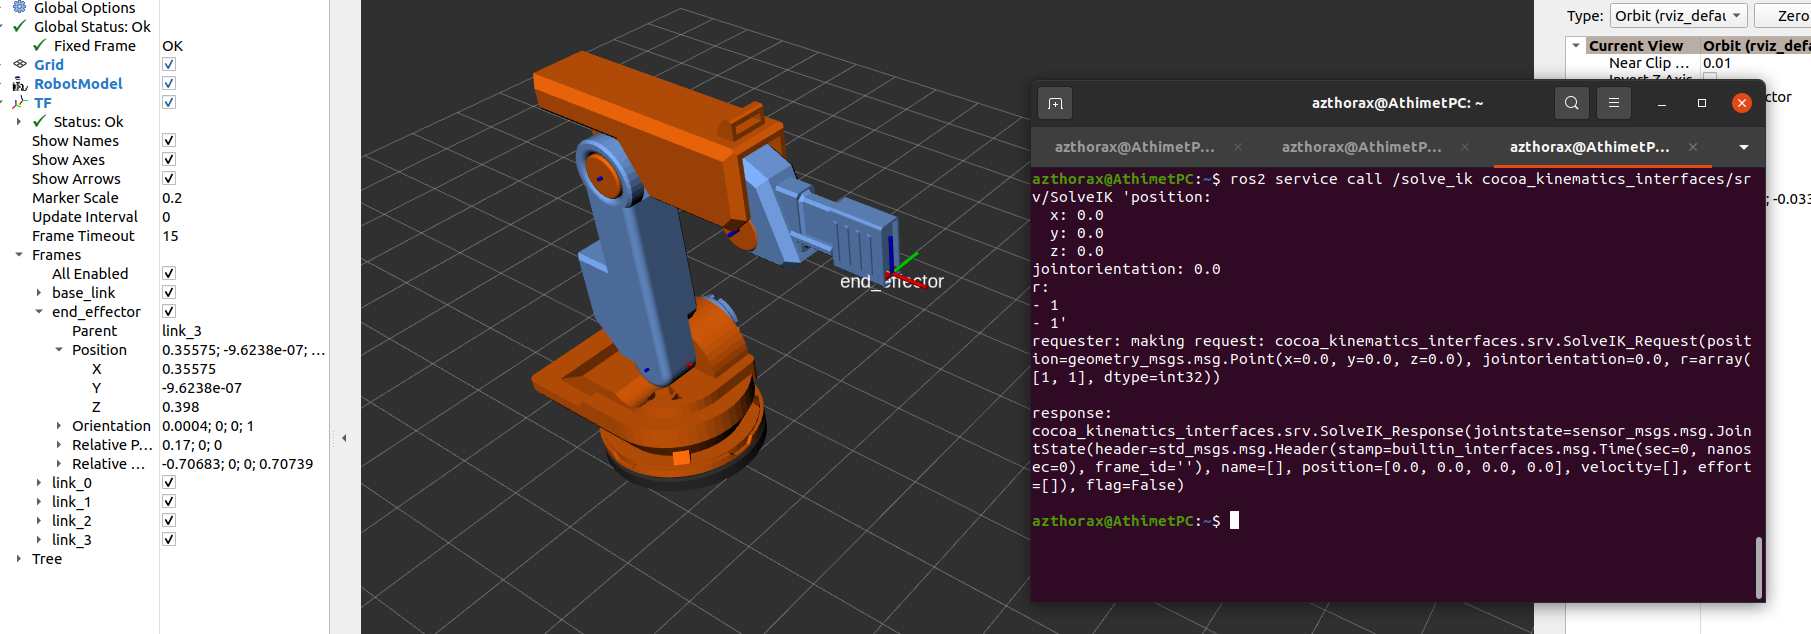 Global Options
Global Status: Ok
Fixed Frame OK
Grid
RobotModel
TF
Status: Ok
Show Names
Show Axes
Show Arrows
Marker Scale 0.2
Update Interval 0
Frame Timeout 15
Frames
All Enabled
base_link
end_effector
Parent link_3
Position 0.35575; -9.6238e-07; ...
X 0.35575
Y -9.6238e-07
Z 0.398
Orientation 0.0004; 0; 0; 1
Relative P... 0.17; 0; 0
Relative ... -0.70683; 0; 0; 0.70739
link_0
link_1
link_2
link_3
Tree
end_effector
Type: Orbit (rviz_defau Zero
Current View Orbit (rviz_defa
Near Clip ... 0.01
ctor
; -0.033
azthorax@AthimetPC: ~
azthorax@AthimetP... azthorax@AthimetP... azthorax@AthimetP...
azthorax@AthimetPC:~$ ros2 service call /solve_ik cocoa_kinematics_interfaces/sr
v/SolveIK 'position:
x: 0.0
y: 0.0
z: 0.0
jointorientation: 0.0
r:
- 1
- 1'
requester: making request: cocoa_kinematics_interfaces.srv.SolveIK_Request(posit
ion=geometry_msgs.msg.Point(x=0.0, y=0.0, z=0.0), jointorientation=0.0, r=array(
[1, 1], dtype=int32))
response:
cocoa_kinematics_interfaces.srv.SolveIK_Response(jointstate=sensor_msgs.msg.Join
tState(header=std_msgs.msg.Header(stamp=builtin_interfaces.msg.Time(sec=0, nanos
ec=0), frame_id=''), name=[], position=[0.0, 0.0, 0.0, 0.0], velocity=[], effort
=[]), flag=False)
azthorax@AthimetPC:~$